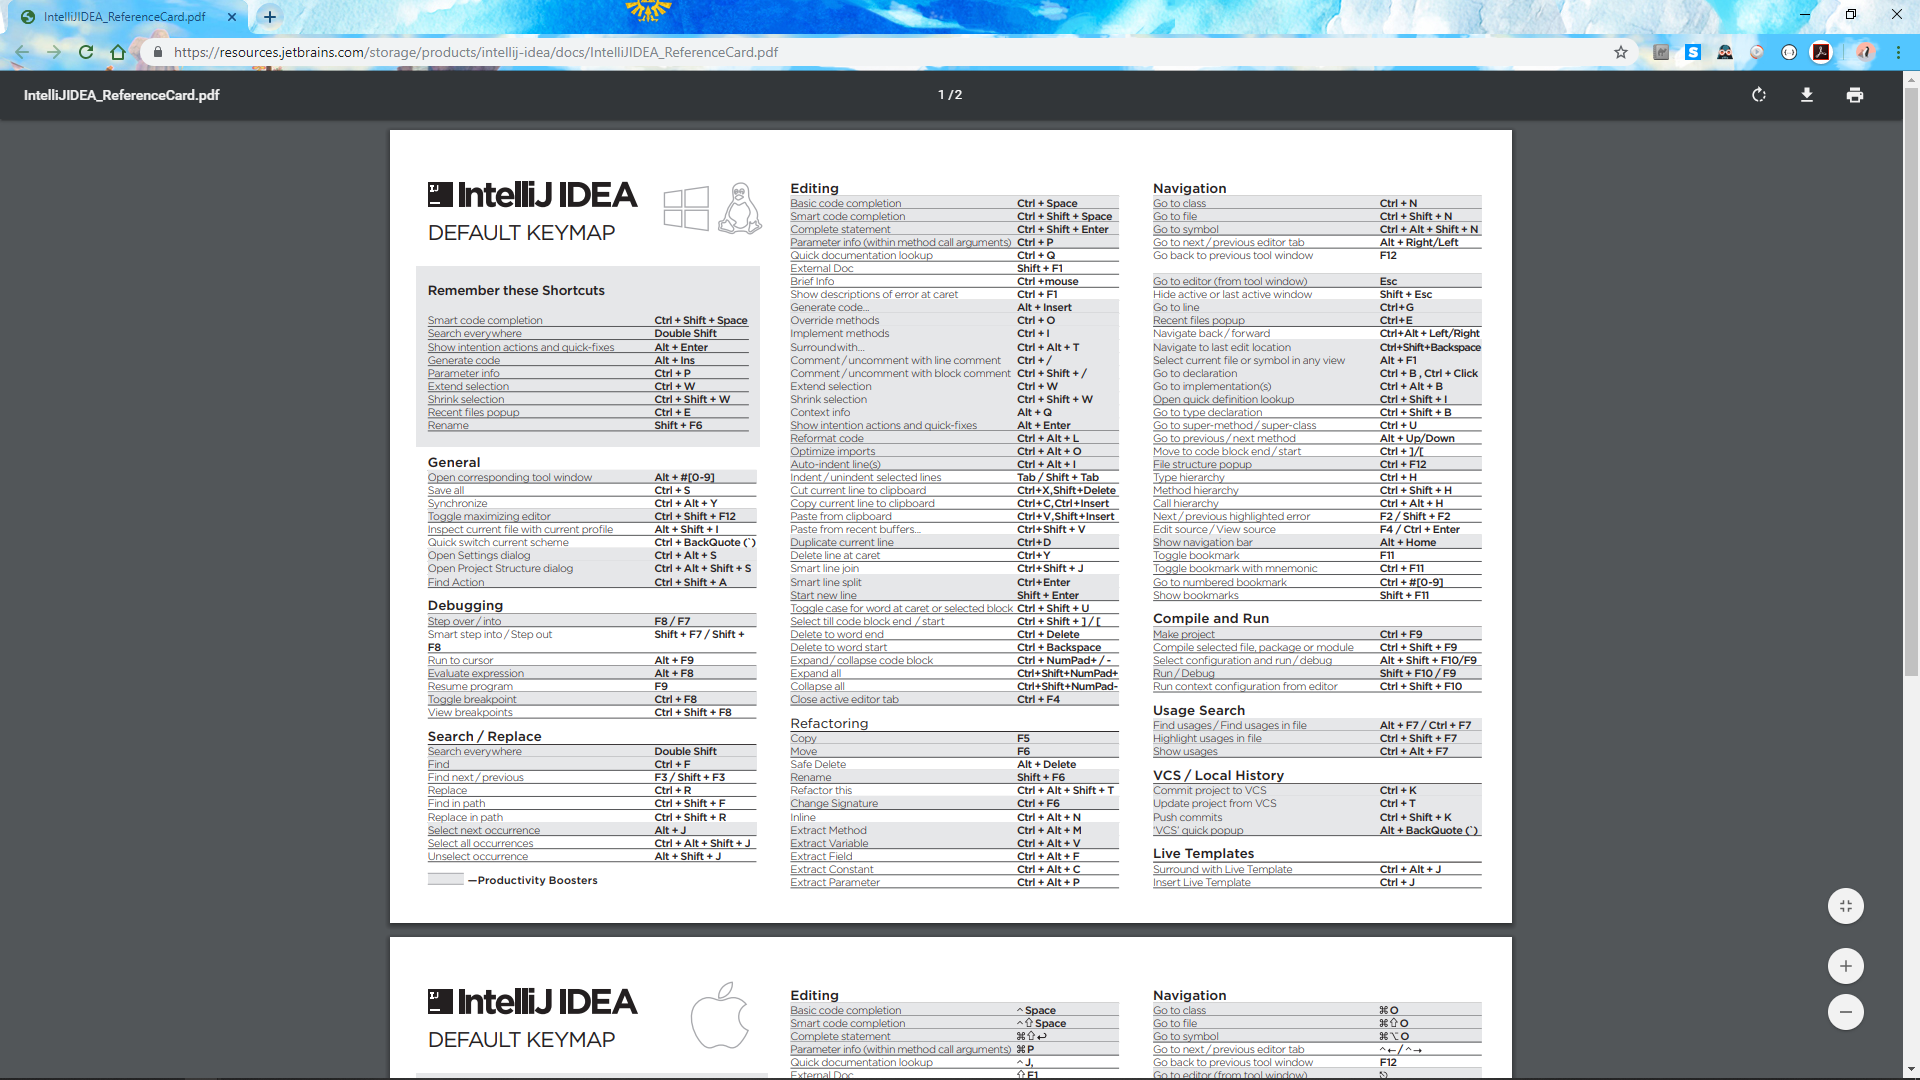 IntelliJIDEA_ReferenceCard.pdf
https://resources.jetbrains.com/storage/products/intellij-idea/docs/IntelliJIDEA_ReferenceCard.pdf
IntelliJIDEA_ReferenceCard.pdf
1 / 2
IJ IntelliJ IDEA
DEFAULT KEYMAP
Remember these Shortcuts
Smart code completion Ctrl + Shift + Space
Search everywhere Double Shift
Show intention actions and quick-fixes Alt + Enter
Generate code Alt + Ins
Parameter info Ctrl + P
Extend selection Ctrl + W
Shrink selection Ctrl + Shift + W
Recent files popup Ctrl + E
Rename Shift + F6
General
Open corresponding tool window Alt + #[0-9]
Save all Ctrl + S
Synchronize Ctrl + Alt + Y
Toggle maximizing editor Ctrl + Shift + F12
Inspect current file with current profile Alt + Shift + I
Quick switch current scheme Ctrl + BackQuote (`)
Open Settings dialog Ctrl + Alt + S
Open Project Structure dialog Ctrl + Alt + Shift + S
Find Action Ctrl + Shift + A
Debugging
Step over / into F8 / F7
Smart step into / Step out Shift + F7 / Shift +
F8
Run to cursor Alt + F9
Evaluate expression Alt + F8
Resume program F9
Toggle breakpoint Ctrl + F8
View breakpoints Ctrl + Shift + F8
Search / Replace
Search everywhere Double Shift
Find Ctrl + F
Find next / previous F3 / Shift + F3
Replace Ctrl + R
Find in path Ctrl + Shift + F
Replace in path Ctrl + Shift + R
Select next occurrence Alt + J
Select all occurrences Ctrl + Alt + Shift + J
Unselect occurrence Alt + Shift + J
—Productivity Boosters
Editing
Basic code completion Ctrl + Space
Smart code completion Ctrl + Shift + Space
Complete statement Ctrl + Shift + Enter
Parameter info (within method call arguments) Ctrl + P
Quick documentation lookup Ctrl + Q
External Doc Shift + F1
Brief Info Ctrl +mouse
Show descriptions of error at caret Ctrl + F1
Generate code... Alt + Insert
Override methods Ctrl + O
Implement methods Ctrl + I
Surround with... Ctrl + Alt + T
Comment / uncomment with line comment Ctrl + /
Comment / uncomment with block comment Ctrl + Shift + /
Extend selection Ctrl + W
Shrink selection Ctrl + Shift + W
Context info Alt + Q
Show intention actions and quick-fixes Alt + Enter
Reformat code Ctrl + Alt + L
Optimize imports Ctrl + Alt + O
Auto-indent line(s) Ctrl + Alt + I
Indent / unindent selected lines Tab / Shift + Tab
Cut current line to clipboard Ctrl+X,Shift+Delete
Copy current line to clipboard Ctrl+C,Ctrl+Insert
Paste from clipboard Ctrl+V,Shift+Insert
Paste from recent buffers... Ctrl+Shift + V
Duplicate current line Ctrl+D
Delete line at caret Ctrl+Y
Smart line join Ctrl+Shift + J
Smart line split Ctrl+Enter
Start new line Shift + Enter
Toggle case for word at caret or selected block Ctrl + Shift + U
Select till code block end / start Ctrl + Shift + ] / [
Delete to word end Ctrl + Delete
Delete to word start Ctrl + Backspace
Expand / collapse code block Ctrl + NumPad+ / -
Expand all Ctrl+Shift+NumPad+
Collapse all Ctrl+Shift+NumPad-
Close active editor tab Ctrl + F4
Refactoring
Copy F5
Move F6
Safe Delete Alt + Delete
Rename Shift + F6
Refactor this Ctrl + Alt + Shift + T
Change Signature Ctrl + F6
Inline Ctrl + Alt + N
Extract Method Ctrl + Alt + M
Extract Variable Ctrl + Alt + V
Extract Field Ctrl + Alt + F
Extract Constant Ctrl + Alt + C
Extract Parameter Ctrl + Alt + P
Navigation
Go to class Ctrl + N
Go to file Ctrl + Shift + N
Go to symbol Ctrl + Alt + Shift + N
Go to next / previous editor tab Alt + Right/Left
Go back to previous tool window F12
Go to editor (from tool window) Esc
Hide active or last active window Shift + Esc
Go to line Ctrl+G
Recent files popup Ctrl+E
Navigate back / forward Ctrl+Alt + Left/Right
Navigate to last edit location Ctrl+Shift+Backspace
Select current file or symbol in any view Alt + F1
Go to declaration Ctrl + B , Ctrl + Click
Go to implementation(s) Ctrl + Alt + B
Open quick definition lookup Ctrl + Shift + I
Go to type declaration Ctrl + Shift + B
Go to super-method / super-class Ctrl + U
Go to previous / next method Alt + Up/Down
Move to code block end / start Ctrl + ]/[
File structure popup Ctrl + F12
Type hierarchy Ctrl + H
Method hierarchy Ctrl + Shift + H
Call hierarchy Ctrl + Alt + H
Next / previous highlighted error F2 / Shift + F2
Edit source / View source F4 / Ctrl + Enter
Show navigation bar Alt + Home
Toggle bookmark F11
Toggle bookmark with mnemonic Ctrl + F11
Go to numbered bookmark Ctrl + #[0-9]
Show bookmarks Shift + F11
Compile and Run
Make project Ctrl + F9
Compile selected file, package or module Ctrl + Shift + F9
Select configuration and run / debug Alt + Shift + F10/F9
Run / Debug Shift + F10 / F9
Run context configuration from editor Ctrl + Shift + F10
Usage Search
Find usages / Find usages in file Alt + F7 / Ctrl + F7
Highlight usages in file Ctrl + Shift + F7
Show usages Ctrl + Alt + F7
VCS / Local History
Commit project to VCS Ctrl + K
Update project from VCS Ctrl + T
Push commits Ctrl + Shift + K
'VCS' quick popup Alt + BackQuote (`)
Live Templates
Surround with Live Template Ctrl + Alt + J
Insert Live Template Ctrl + J
IJ IntelliJ IDEA
DEFAULT KEYMAP
Editing
Basic code completion ⌃ Space
Smart code completion ⌃⇧ Space
Complete statement ⌘⇧↩
Parameter info (within method call arguments) ⌘ P
Quick documentation lookup ⌃ J,
External Doc ⇧ F1
Navigation
Go to class ⌘ O
Go to file ⌘⇧ O
Go to symbol ⌘⌥ O
Go to next / previous editor tab ⌃← / ⌃→
Go back to previous tool window F12
Go to editor (from tool window) ⎋